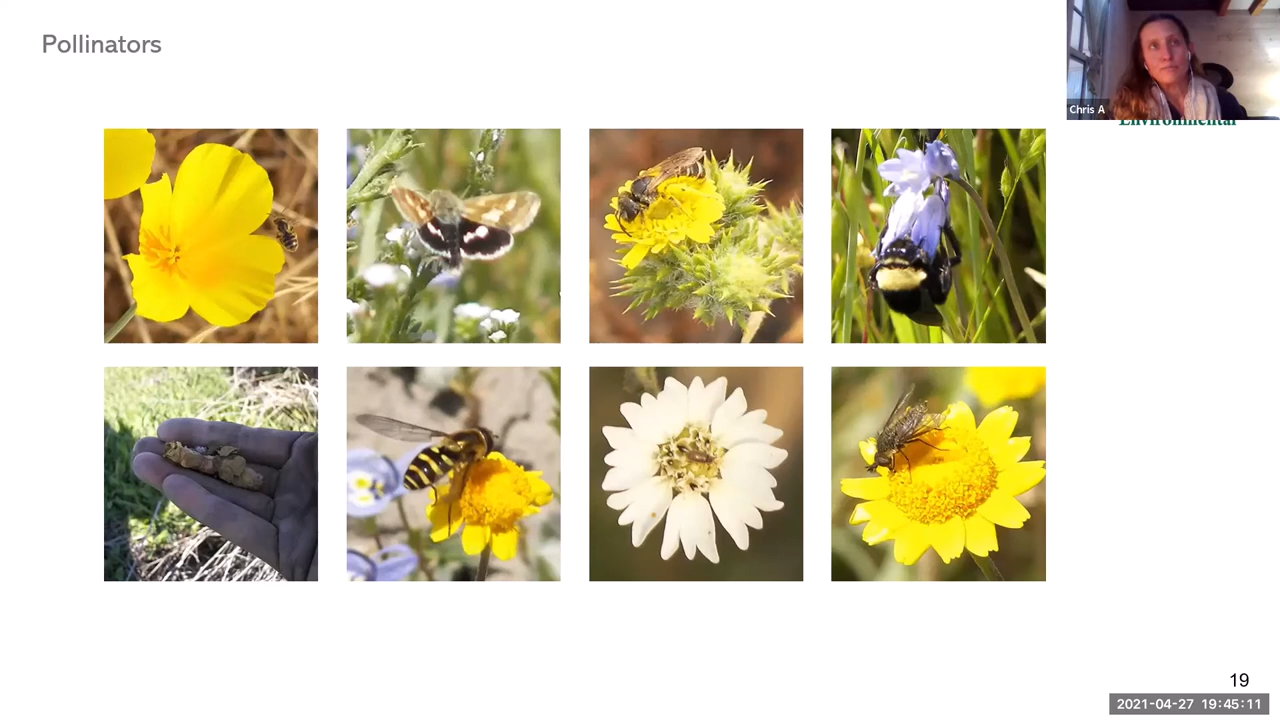 Pollinators
Chris A
Environmental
19
2021-04-27 19:45:11